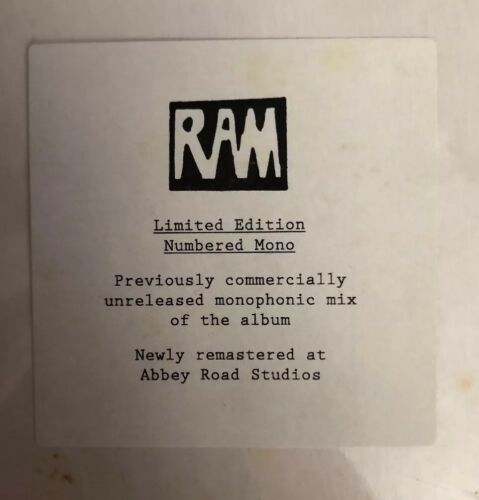 RAM
Limited Edition
Numbered Mono
Previously commercially
unreleased monophonic mix
of the album
Newly remastered at
Abbey Road Studios